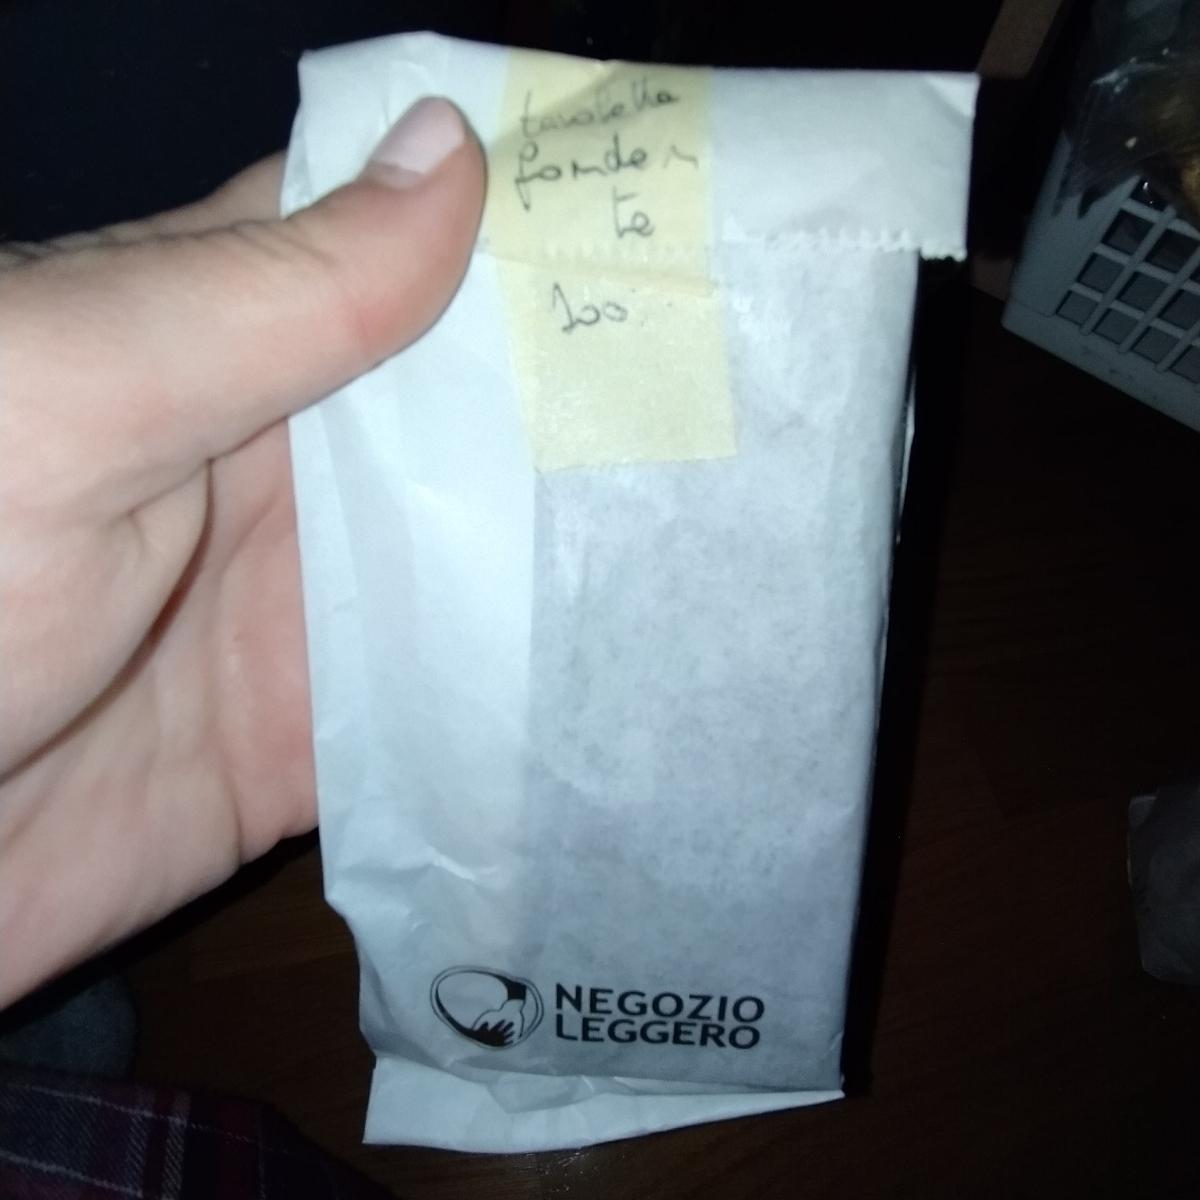 tavoletta
fonden
te
100
NEGOZIO
LEGGERO